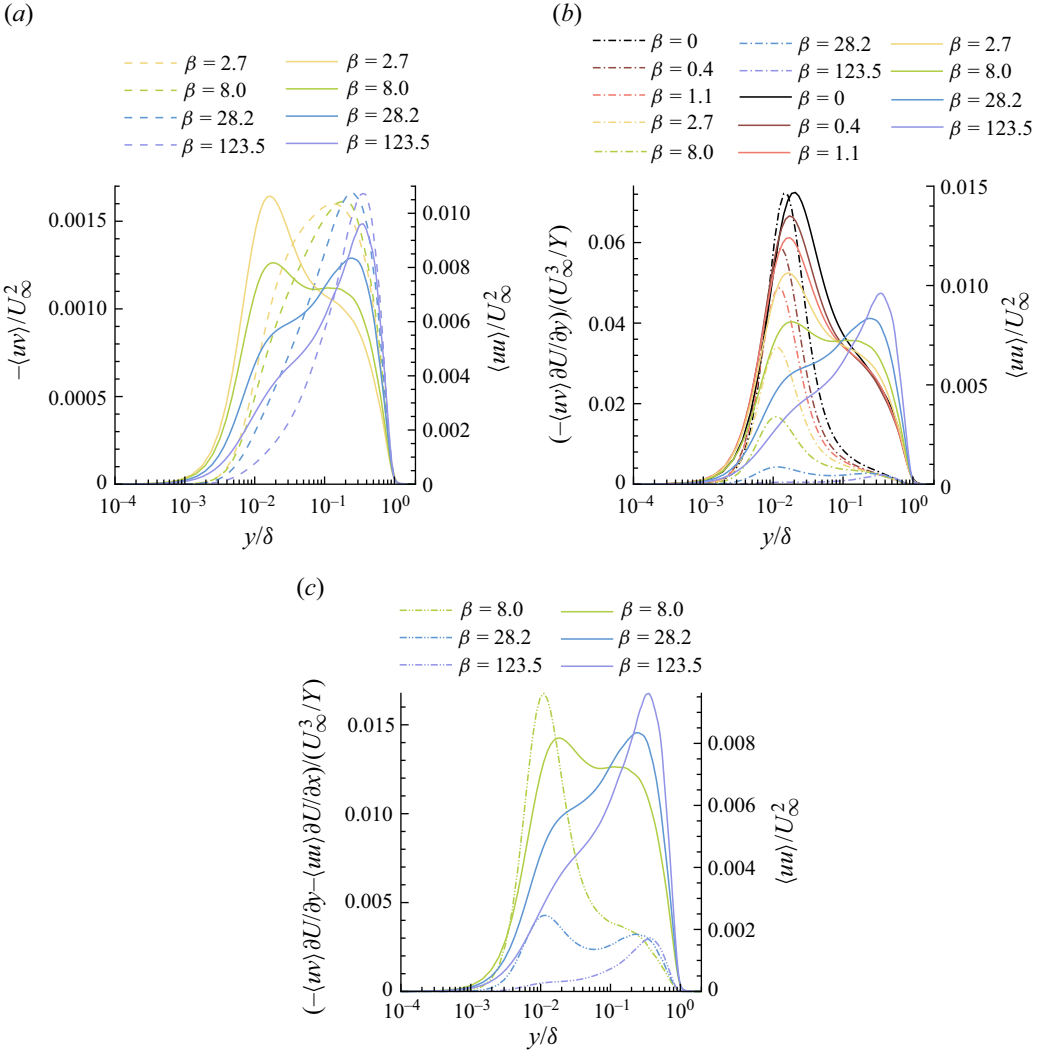 (a)
β = 2.7 β = 2.7
β = 8.0 β = 8.0
β = 28.2 β = 28.2
β = 123.5 β = 123.5
0.0015
0.0010
0.0005
0
−⟨uv⟩/U∞²
0.010
0.008
0.006
0.004
0.002
0
⟨uu⟩/U∞²
10⁻⁴ 10⁻³ 10⁻² 10⁻¹ 10⁰
y/δ
(b)
β = 0 β = 28.2 β = 2.7
β = 0.4 β = 123.5 β = 8.0
β = 1.1 β = 0 β = 28.2
β = 2.7 β = 0.4 β = 123.5
β = 8.0 β = 1.1
0.06
0.04
0.02
0
(−⟨uv⟩ ∂U/∂y)/(U∞³/Y)
0.015
0.010
0.005
0
⟨uu⟩/U∞²
10⁻⁴ 10⁻³ 10⁻² 10⁻¹ 10⁰
y/δ
(c)
β = 8.0 β = 8.0
β = 28.2 β = 28.2
β = 123.5 β = 123.5
0.015
0.010
0.005
0
(−⟨uv⟩ ∂U/∂y−⟨uu⟩∂U/∂x)/(U∞³/Y)
0.008
0.006
0.004
0.002
0
⟨uu⟩/U∞²
10⁻⁴ 10⁻³ 10⁻² 10⁻¹ 10⁰
y/δ